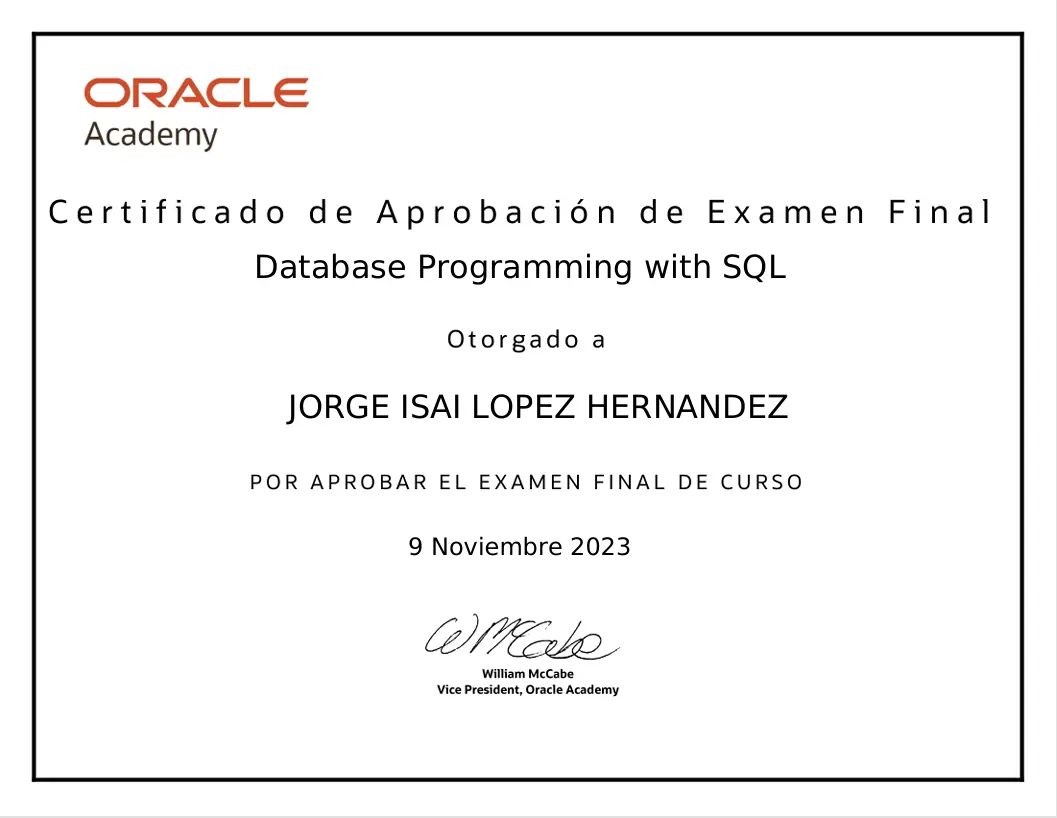 ORACLE
Academy
Certificado de Aprobación de Examen Final
Database Programming with SQL
Otorgado a
JORGE ISAI LOPEZ HERNANDEZ
POR APROBAR EL EXAMEN FINAL DE CURSO
9 Noviembre 2023
WMcCabe
William McCabe
Vice President, Oracle Academy